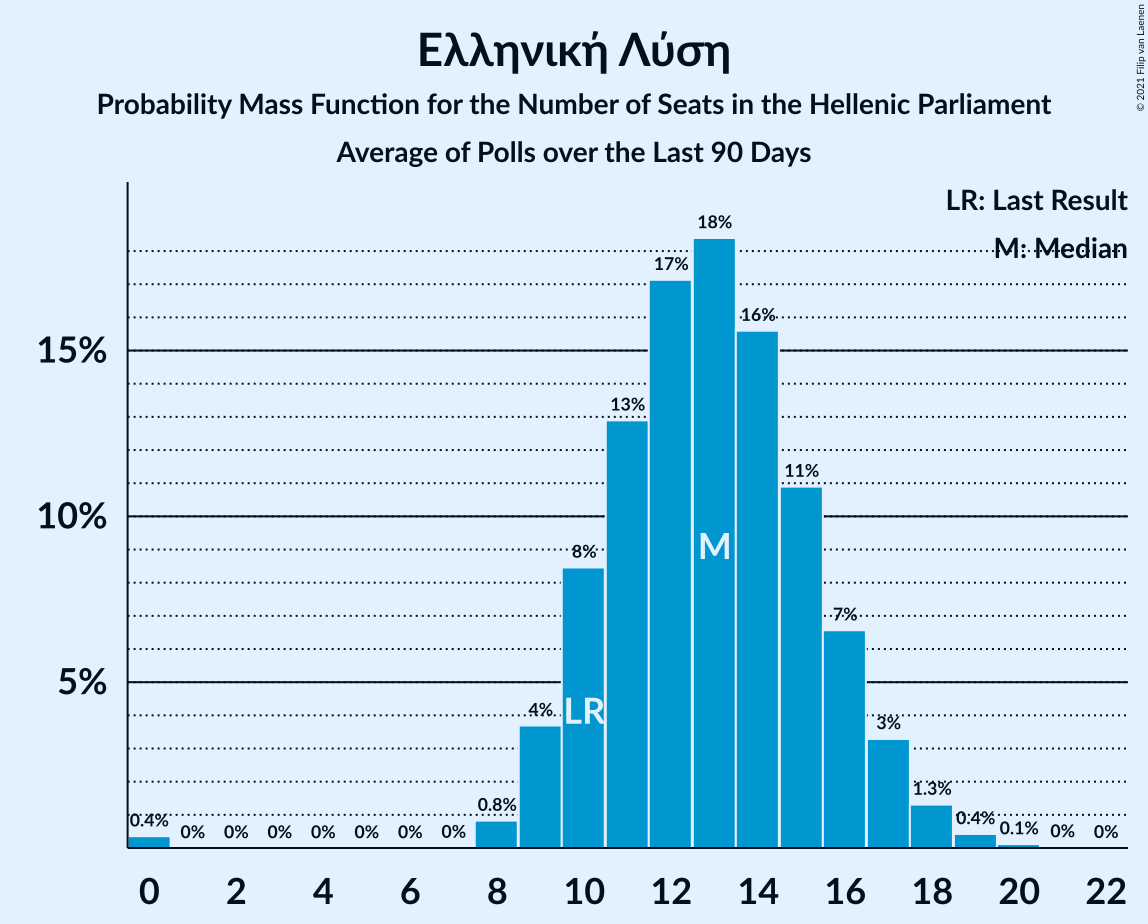 Ελληνική Λύση
Probability Mass Function for the Number of Seats in the Hellenic Parliament
Average of Polls over the Last 90 Days
© 2021 Filip van Laenen
LR: Last Result
M: Median
18%
17%
16%
15%
13%
11%
10%
8%
M
7%
5%
4%
LR
3%
0.4% 0% 0% 0% 0% 0% 0% 0% 0.8% 1.3% 0.4% 0.1% 0% 0%
0 2 4 6 8 10 12 14 16 18 20 22